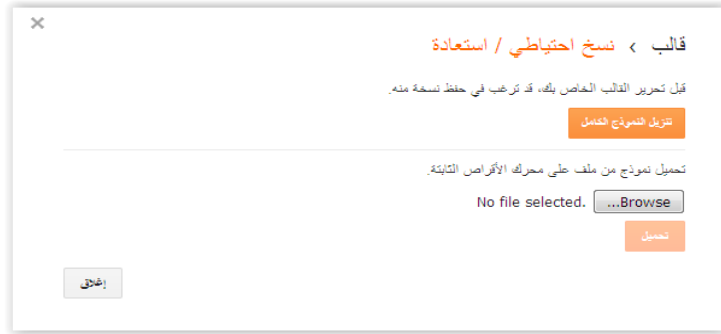 قالب › نسخ احتياطي / استعادة
قبل تحرير القالب الخاص بك، قد ترغب في حفظ نسخة منه.
تنزيل النموذج الكامل
تحميل نموذج من ملف على محرك الأقراص الثابتة.
No file selected. ...Browse
تحميل
إغلاق